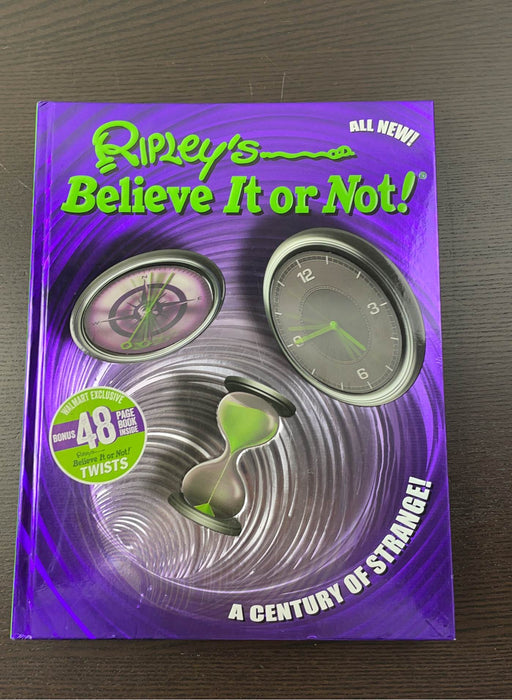 ALL NEW!
RIPLEY'S
Believe It or Not!®
12
3
6
9
WALMART EXCLUSIVE
BONUS 48 PAGE BOOK INSIDE
Ripley's
Believe It or Not!
TWISTS
A CENTURY OF STRANGE!